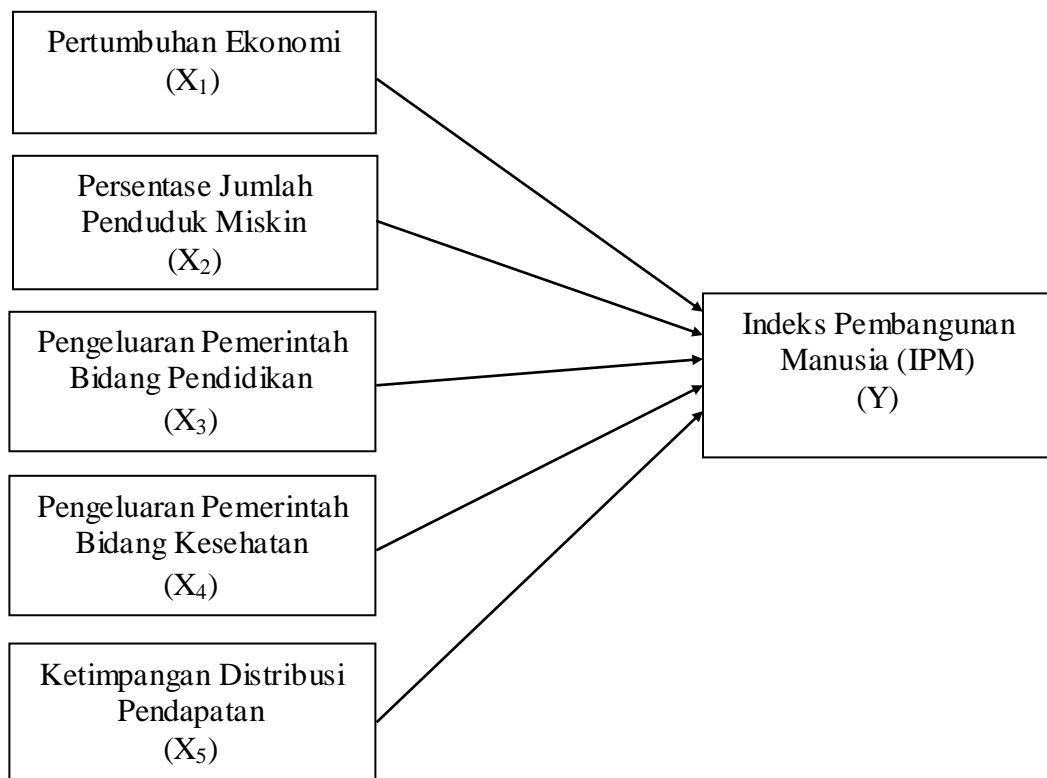 Pertumbuhan Ekonomi
(X₁)
Persentase Jumlah
Penduduk Miskin
(X₂)
Pengeluaran Pemerintah
Bidang Pendidikan
(X₃)
Pengeluaran Pemerintah
Bidang Kesehatan
(X₄)
Ketimpangan Distribusi
Pendapatan
(X₅)
Indeks Pembangunan
Manusia (IPM)
(Y)